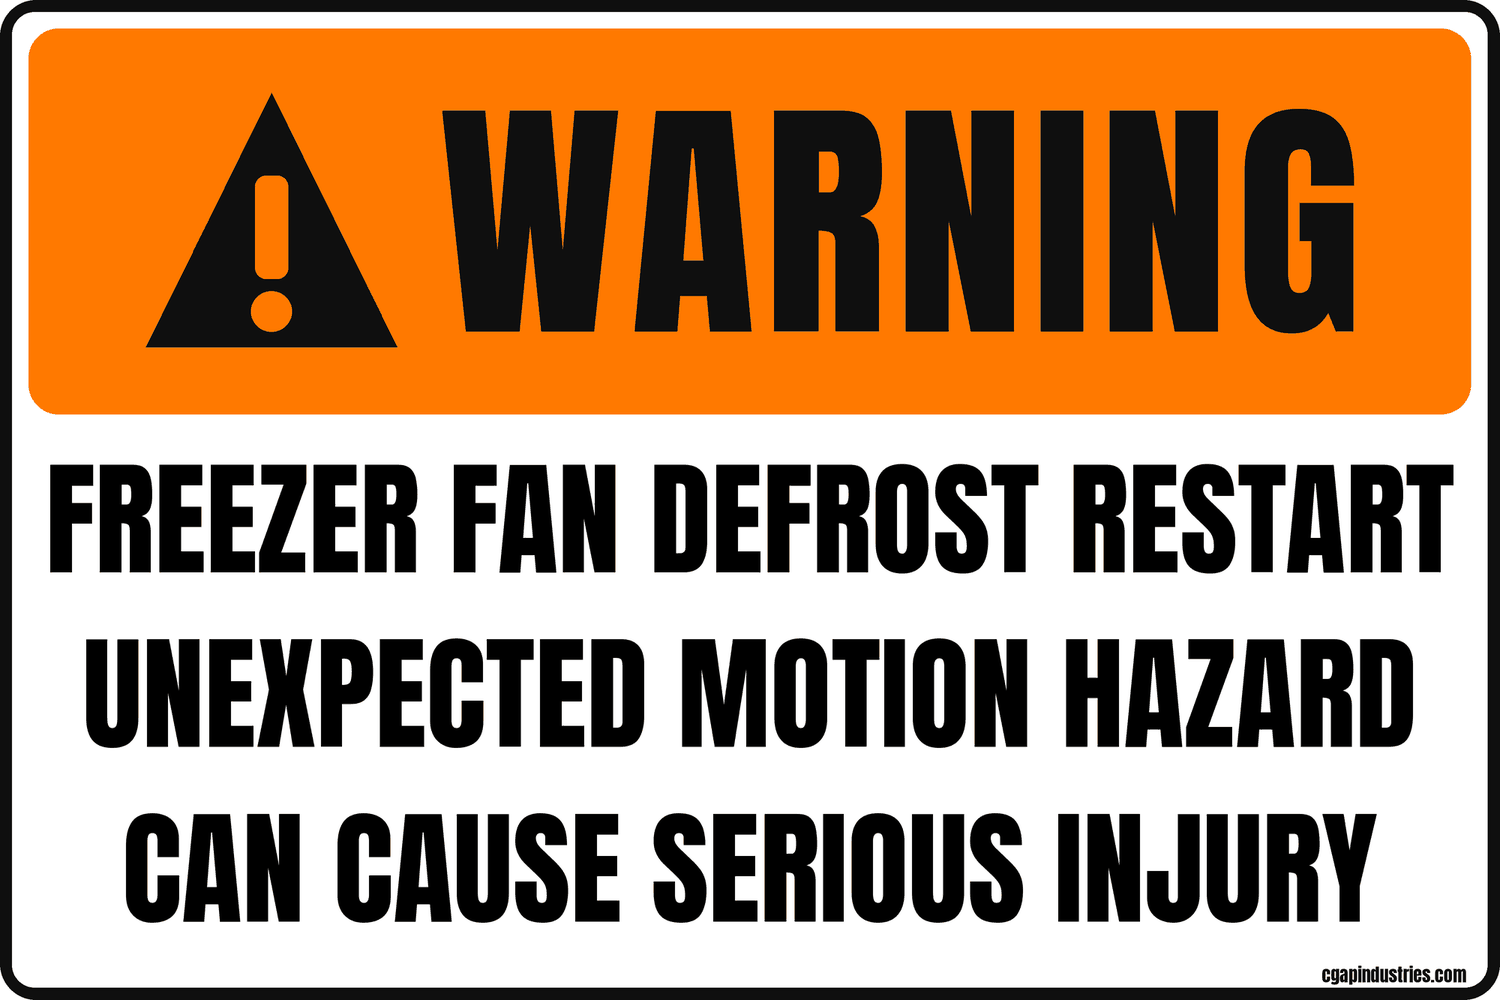 WARNING
FREEZER FAN DEFROST RESTART
UNEXPECTED MOTION HAZARD
CAN CAUSE SERIOUS INJURY
cgapindustries.com